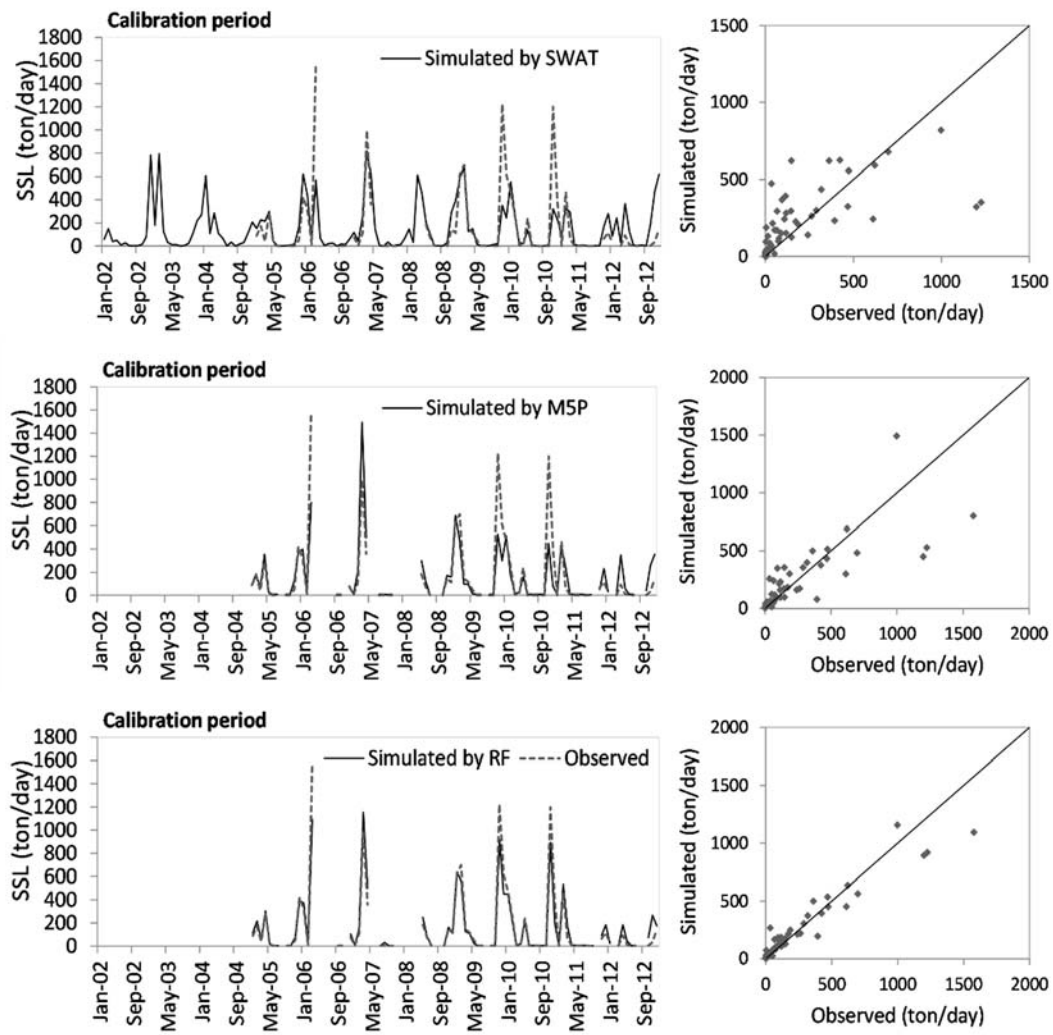 Calibration period
1800
1600
1400
1200
1000
800
600
400
200
0
SSL (ton/day)
Simulated by SWAT
Jan-02
Sep-02
May-03
Jan-04
Sep-04
May-05
Jan-06
Sep-06
May-07
Jan-08
Sep-08
May-09
Jan-10
Sep-10
May-11
Jan-12
Sep-12
1500
1000
500
0
Simulated (ton/day)
0 500 1000 1500
Observed (ton/day)
Calibration period
1800
1600
1400
1200
1000
800
600
400
200
0
SSL (ton/day)
Simulated by M5P
Jan-02
Sep-02
May-03
Jan-04
Sep-04
May-05
Jan-06
Sep-06
May-07
Jan-08
Sep-08
May-09
Jan-10
Sep-10
May-11
Jan-12
Sep-12
2000
1500
1000
500
0
Simulated (ton/day)
0 500 1000 1500 2000
Observed (ton/day)
Calibration period
1800
1600
1400
1200
1000
800
600
400
200
0
SSL (ton/day)
Simulated by RF Observed
Jan-02
Sep-02
May-03
Jan-04
Sep-04
May-05
Jan-06
Sep-06
May-07
Jan-08
Sep-08
May-09
Jan-10
Sep-10
May-11
Jan-12
Sep-12
2000
1500
1000
500
0
Simulated (ton/day)
0 500 1000 1500 2000
Observed (ton/day)